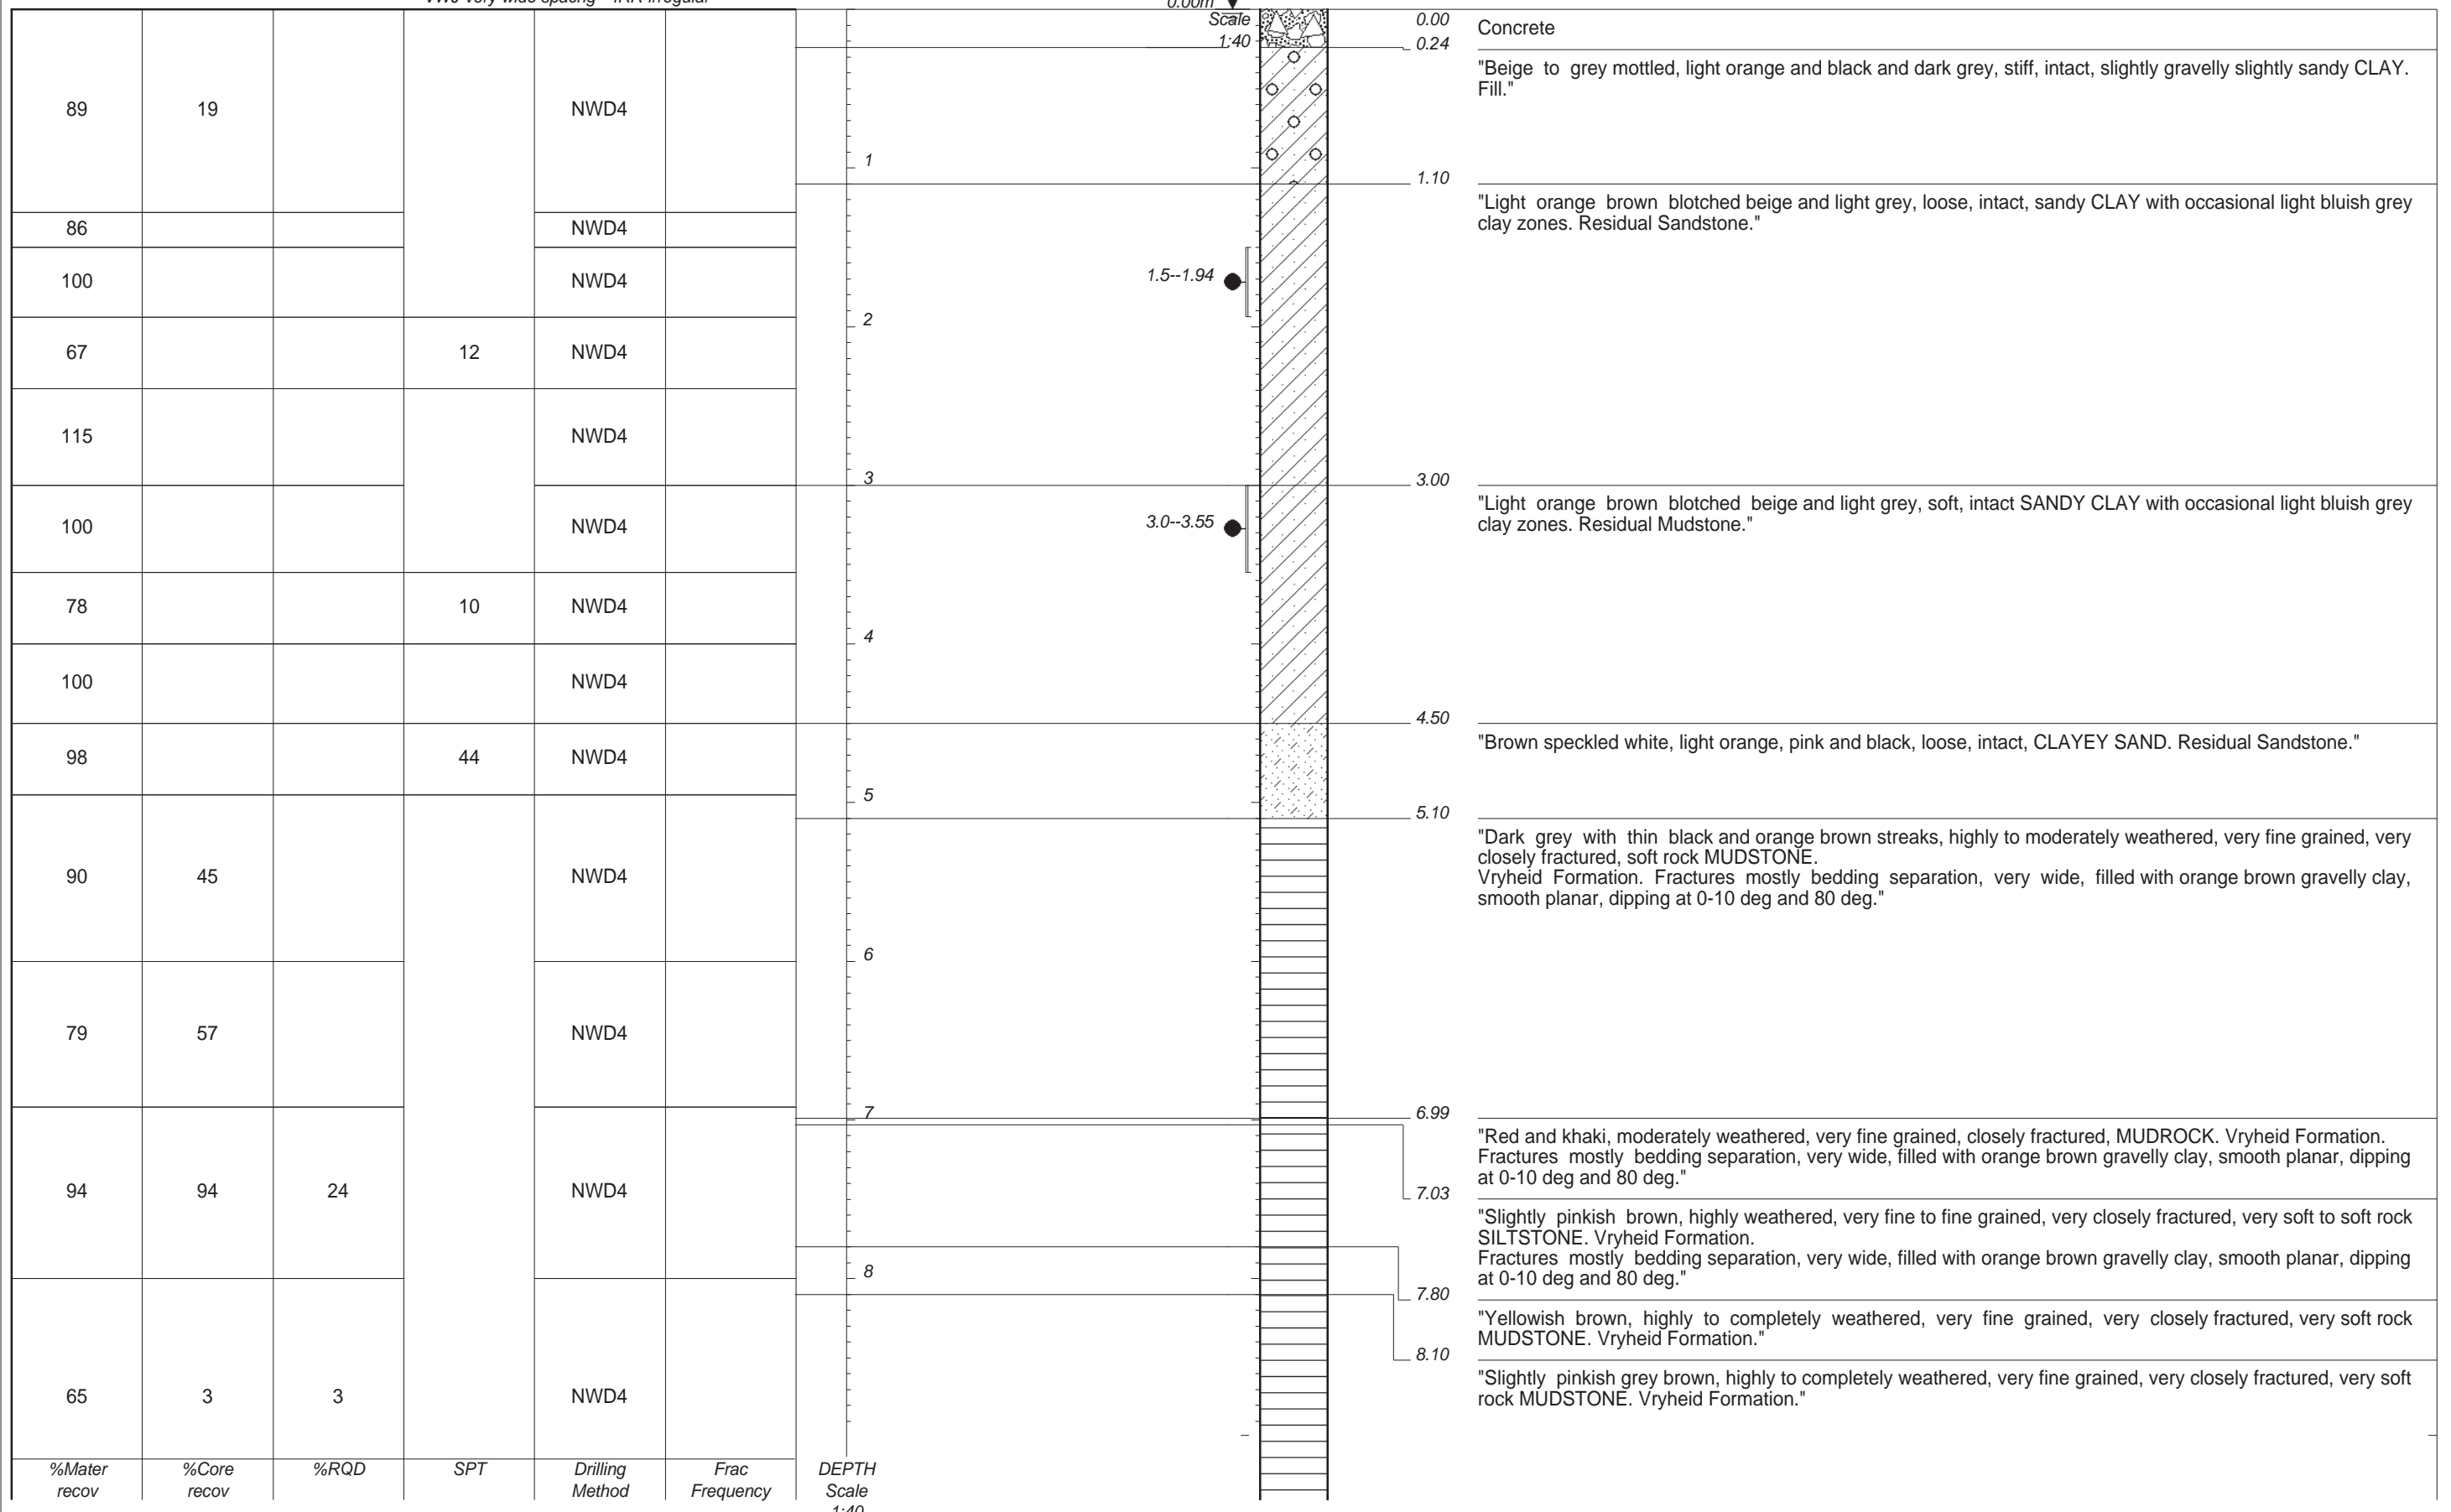 VWJ very wide spacing IRR irregular
0.00m
Scale
1:40
0.00
Concrete
0.24
"Beige to grey mottled, light orange and black and dark grey, stiff, intact, slightly gravelly slightly sandy CLAY.
Fill."
89 19 NWD4
1
1.10
"Light orange brown blotched beige and light grey, loose, intact, sandy CLAY with occasional light bluish grey
clay zones. Residual Sandstone."
86 NWD4
100 NWD4
1.5--1.94
2
67 12 NWD4
115 NWD4
3
3.00
"Light orange brown blotched beige and light grey, soft, intact SANDY CLAY with occasional light bluish grey
clay zones. Residual Mudstone."
100 NWD4
3.0--3.55
78 10 NWD4
4
100 NWD4
4.50
"Brown speckled white, light orange, pink and black, loose, intact, CLAYEY SAND. Residual Sandstone."
98 44 NWD4
5
5.10
"Dark grey with thin black and orange brown streaks, highly to moderately weathered, very fine grained, very
closely fractured, soft rock MUDSTONE.
Vryheid Formation. Fractures mostly bedding separation, very wide, filled with orange brown gravelly clay,
smooth planar, dipping at 0-10 deg and 80 deg."
90 45 NWD4
6
79 57 NWD4
7
6.99
"Red and khaki, moderately weathered, very fine grained, closely fractured, MUDROCK. Vryheid Formation.
Fractures mostly bedding separation, very wide, filled with orange brown gravelly clay, smooth planar, dipping
at 0-10 deg and 80 deg."
94 94 24 NWD4
7.03
"Slightly pinkish brown, highly weathered, very fine to fine grained, very closely fractured, very soft to soft rock
SILTSTONE. Vryheid Formation.
Fractures mostly bedding separation, very wide, filled with orange brown gravelly clay, smooth planar, dipping
at 0-10 deg and 80 deg."
8
7.80
"Yellowish brown, highly to completely weathered, very fine grained, very closely fractured, very soft rock
MUDSTONE. Vryheid Formation."
8.10
"Slightly pinkish grey brown, highly to completely weathered, very fine grained, very closely fractured, very soft
rock MUDSTONE. Vryheid Formation."
65 3 3 NWD4
%Mater %Core %RQD SPT Drilling Frac DEPTH
recov recov Method Frequency Scale
1:40